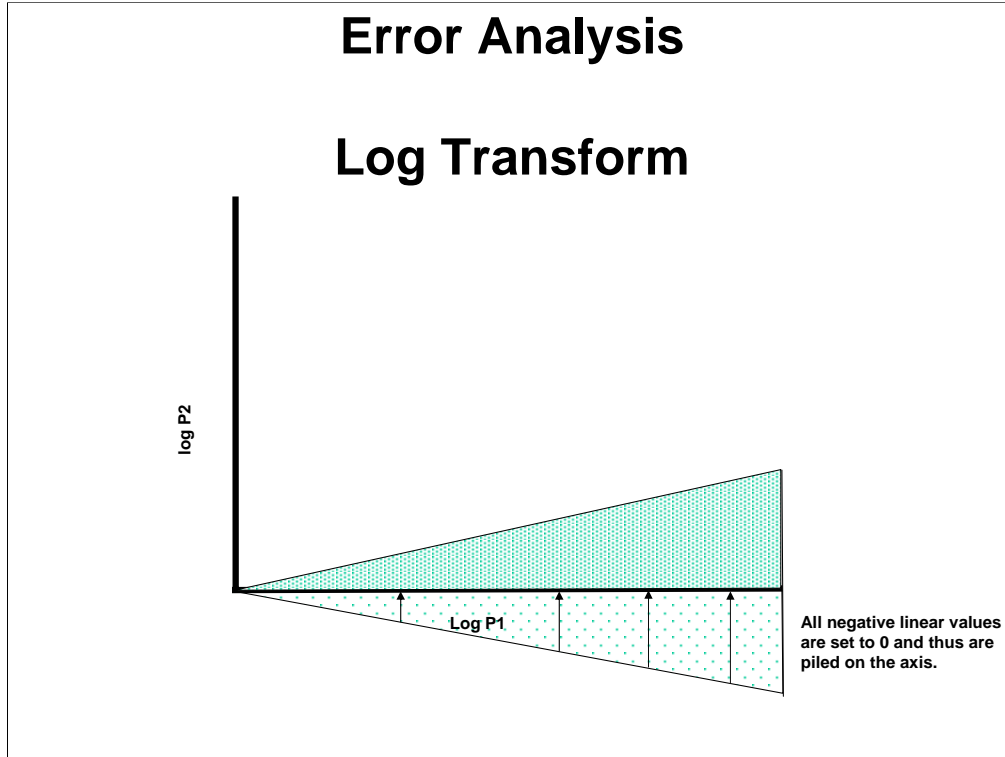 Error Analysis
Log Transform
log P2
Log P1
All negative linear values
are set to 0 and thus are
piled on the axis.